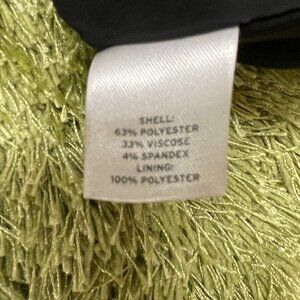 SHELL:
63% POLYESTER
33% VISCOSE
4% SPANDEX
LINING:
100% POLYESTER